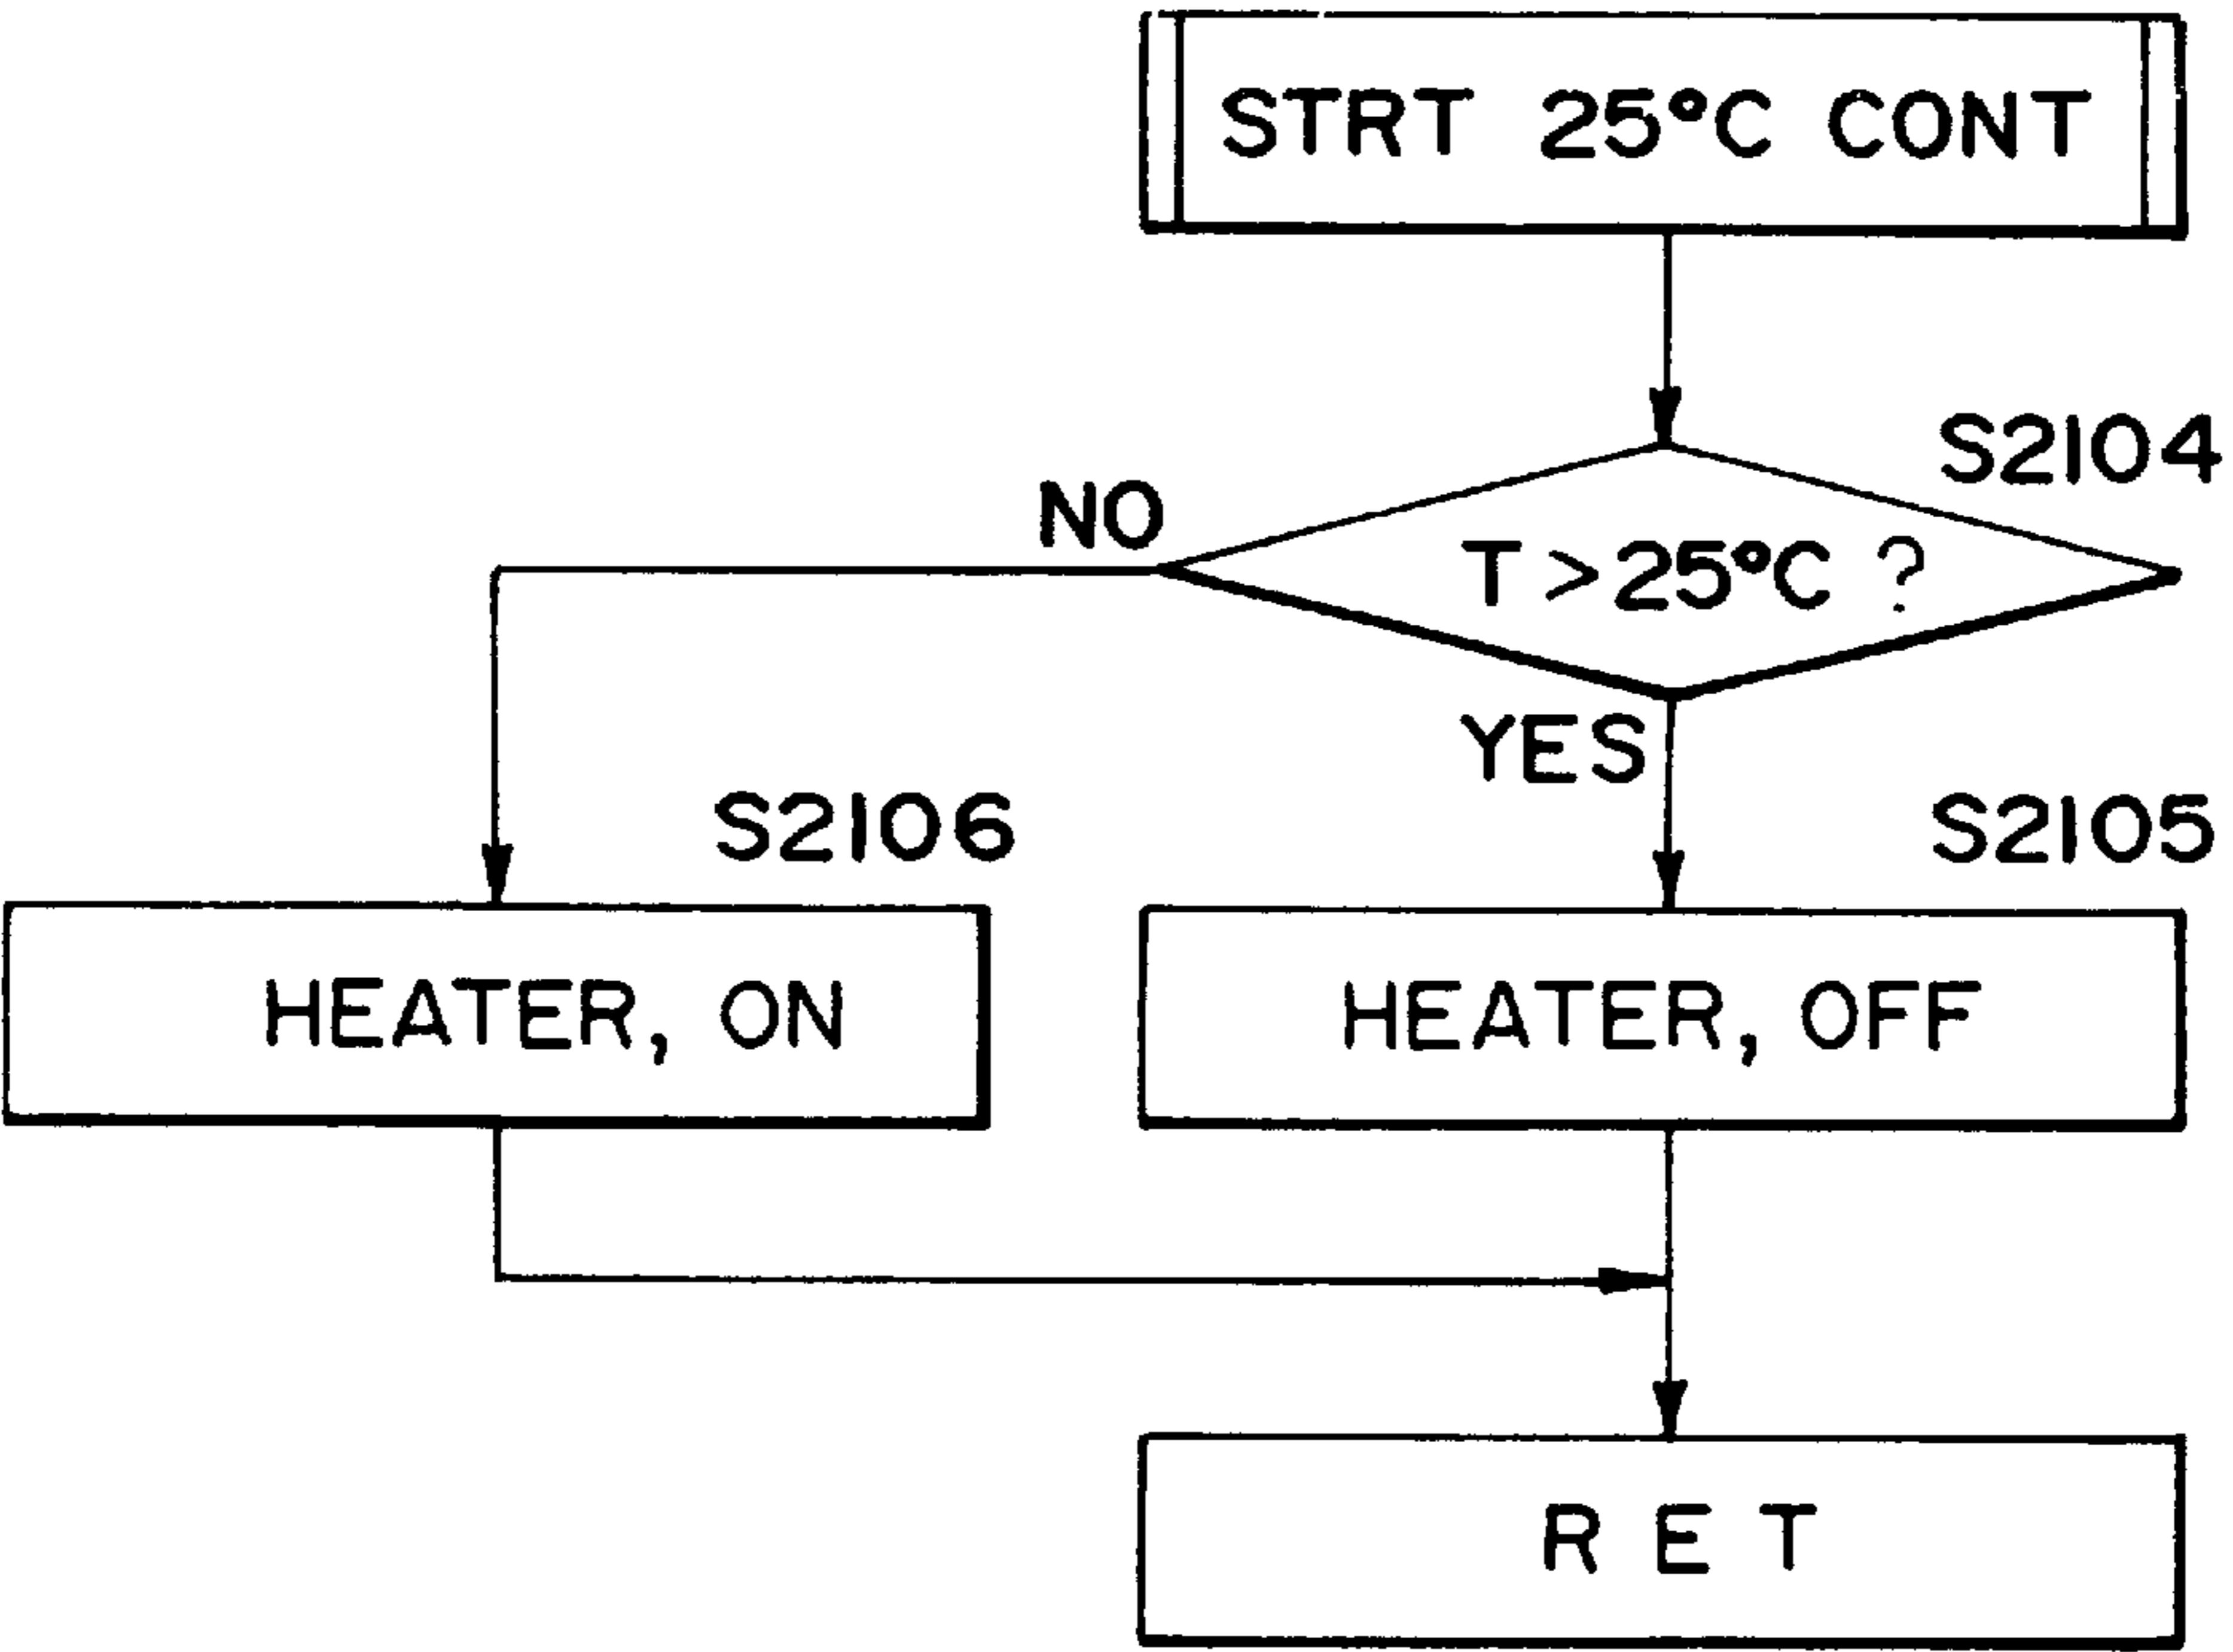 STRT 25°C CONT
S2104
NO
T>25°C ?
YES
S2106
S2105
HEATER, ON
HEATER, OFF
RET